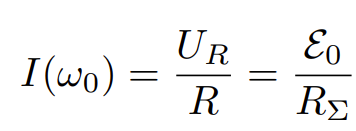 I(ω₀) = U_R / R = ℰ₀ / R_Σ